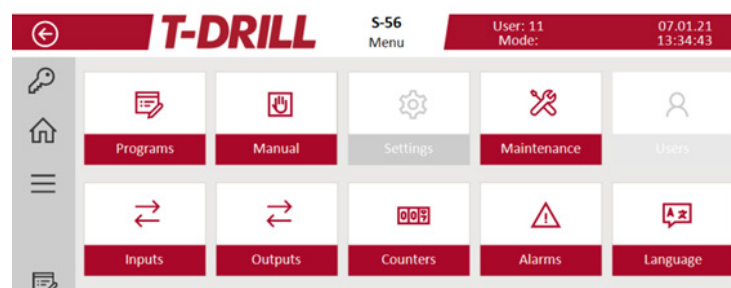 T-DRILL
S-56
Menu
User: 11
Mode:
07.01.21
13:34:43
Programs
Manual
Settings
Maintenance
Users
Inputs
Outputs
Counters
Alarms
Language